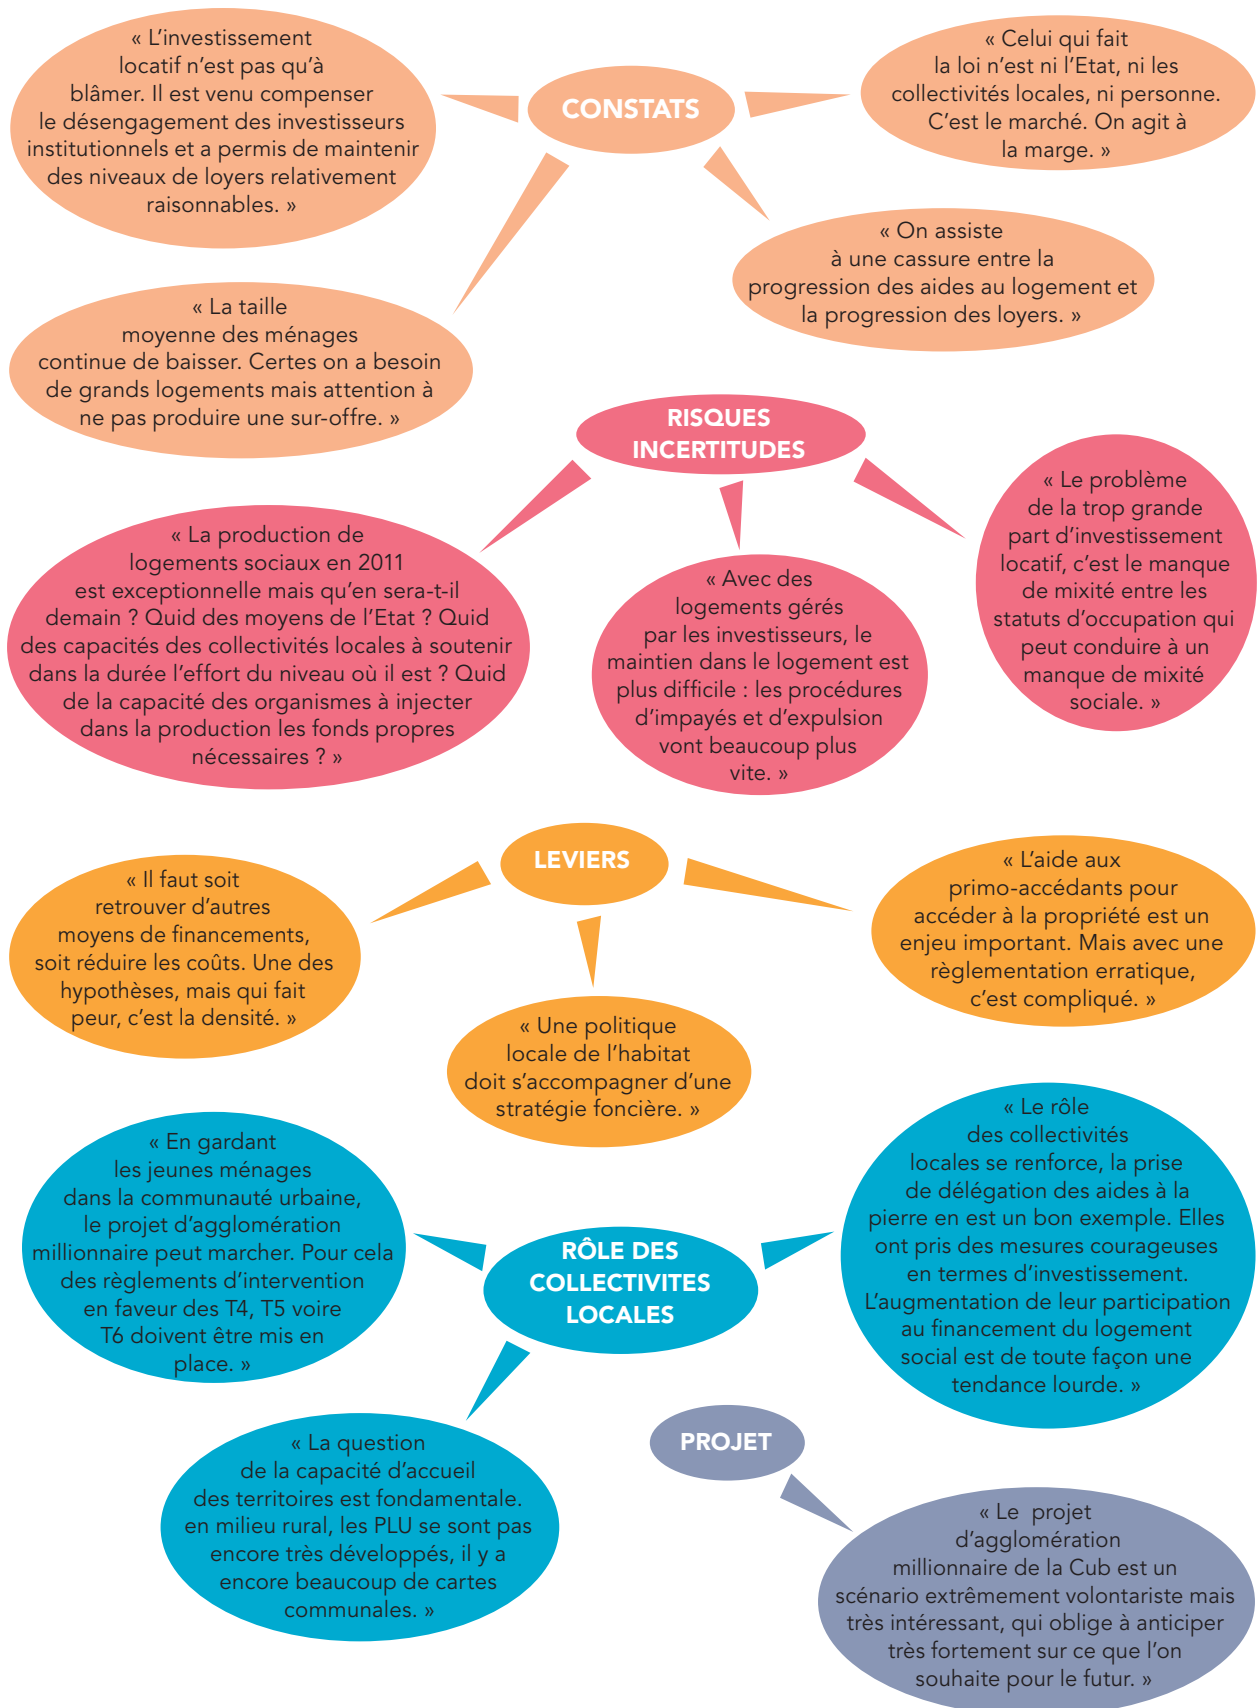 CONSTATS
« L'investissement
locatif n'est pas qu'à
blâmer. Il est venu compenser
le désengagement des investisseurs
institutionnels et a permis de maintenir
des niveaux de loyers relativement
raisonnables. »
« Celui qui fait
la loi n'est ni l'Etat, ni les
collectivités locales, ni personne.
C'est le marché. On agit à
la marge. »
« On assiste
à une cassure entre la
progression des aides au logement et
la progression des loyers. »
« La taille
moyenne des ménages
continue de baisser. Certes on a besoin
de grands logements mais attention à
ne pas produire une sur-offre. »
RISQUES
INCERTITUDES
« La production de
logements sociaux en 2011
est exceptionnelle mais qu'en sera-t-il
demain ? Quid des moyens de l'Etat ? Quid
des capacités des collectivités locales à soutenir
dans la durée l'effort du niveau où il est ? Quid
de la capacité des organismes à injecter
dans la production les fonds propres
nécessaires ? »
« Avec des
logements gérés
par les investisseurs, le
maintien dans le logement est
plus difficile : les procédures
d'impayés et d'expulsion
vont beaucoup plus
vite. »
« Le problème
de la trop grande
part d'investissement
locatif, c'est le manque
de mixité entre les
statuts d'occupation qui
peut conduire à un
manque de mixité
sociale. »
LEVIERS
« Il faut soit
retrouver d'autres
moyens de financements,
soit réduire les coûts. Une des
hypothèses, mais qui fait
peur, c'est la densité. »
« Une politique
locale de l'habitat
doit s'accompagner d'une
stratégie foncière. »
« L'aide aux
primo-accédants pour
accéder à la propriété est un
enjeu important. Mais avec une
règlementation erratique,
c'est compliqué. »
RÔLE DES
COLLECTIVITES
LOCALES
« En gardant
les jeunes ménages
dans la communauté urbaine,
le projet d'agglomération
millionnaire peut marcher. Pour cela
des règlements d'intervention
en faveur des T4, T5 voire
T6 doivent être mis en
place. »
« Le rôle
des collectivités
locales se renforce, la prise
de délégation des aides à la
pierre en est un bon exemple. Elles
ont pris des mesures courageuses
en termes d'investissement.
L'augmentation de leur participation
au financement du logement
social est de toute façon une
tendance lourde. »
« La question
de la capacité d'accueil
des territoires est fondamentale.
en milieu rural, les PLU se sont pas
encore très développés, il y a
encore beaucoup de cartes
communales. »
PROJET
« Le projet
d'agglomération
millionnaire de la Cub est un
scénario extrêmement volontariste mais
très intéressant, qui oblige à anticiper
très fortement sur ce que l'on
souhaite pour le futur. »